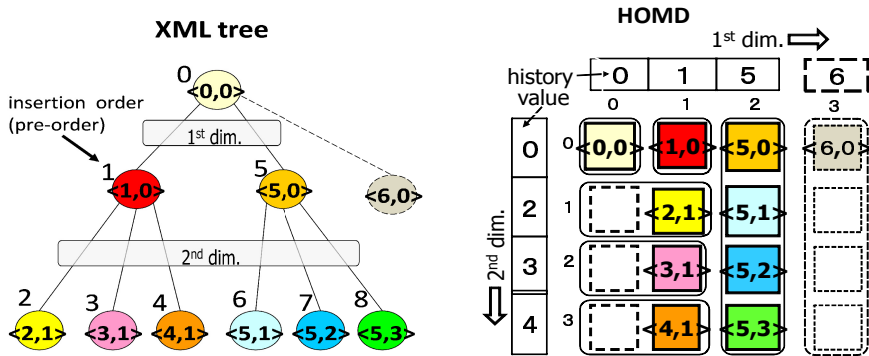 XML tree
0
<0,0>
insertion order
(pre-order)
1st dim.
1
<1,0>
5
<5,0>
<6,0>
2nd dim.
2
3
4
6
7
8
<2,1>
<3,1>
<4,1>
<5,1>
<5,2>
<5,3>
HOMD
1st dim.
history
value
0 1 5 6
0 1 2 3
0 0 <0,0> <1,0> <5,0> <6,0>
2 1 <2,1> <5,1>
3 2 <3,1> <5,2>
4 3 <4,1> <5,3>
2nd dim.